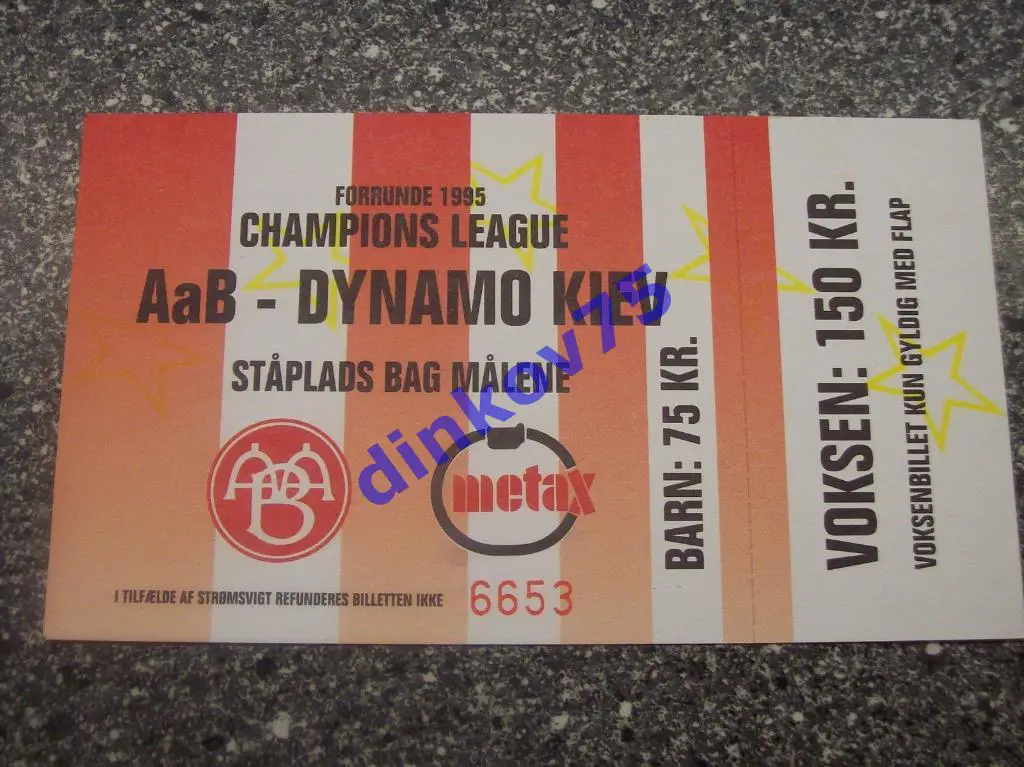 FORRUNDE 1995
CHAMPIONS LEAGUE
AaB - DYNAMO KIEV
STÅPLADS BAG MÅLENE
AaB
metax
I TILFÆLDE AF STRØMSVIGT REFUNDERES BILLETTEN IKKE
6653
BARN: 75 KR.
VOKSEN: 150 KR.
VOKSENBILLET KUN GYLDIG MED FLAP
dinkov75